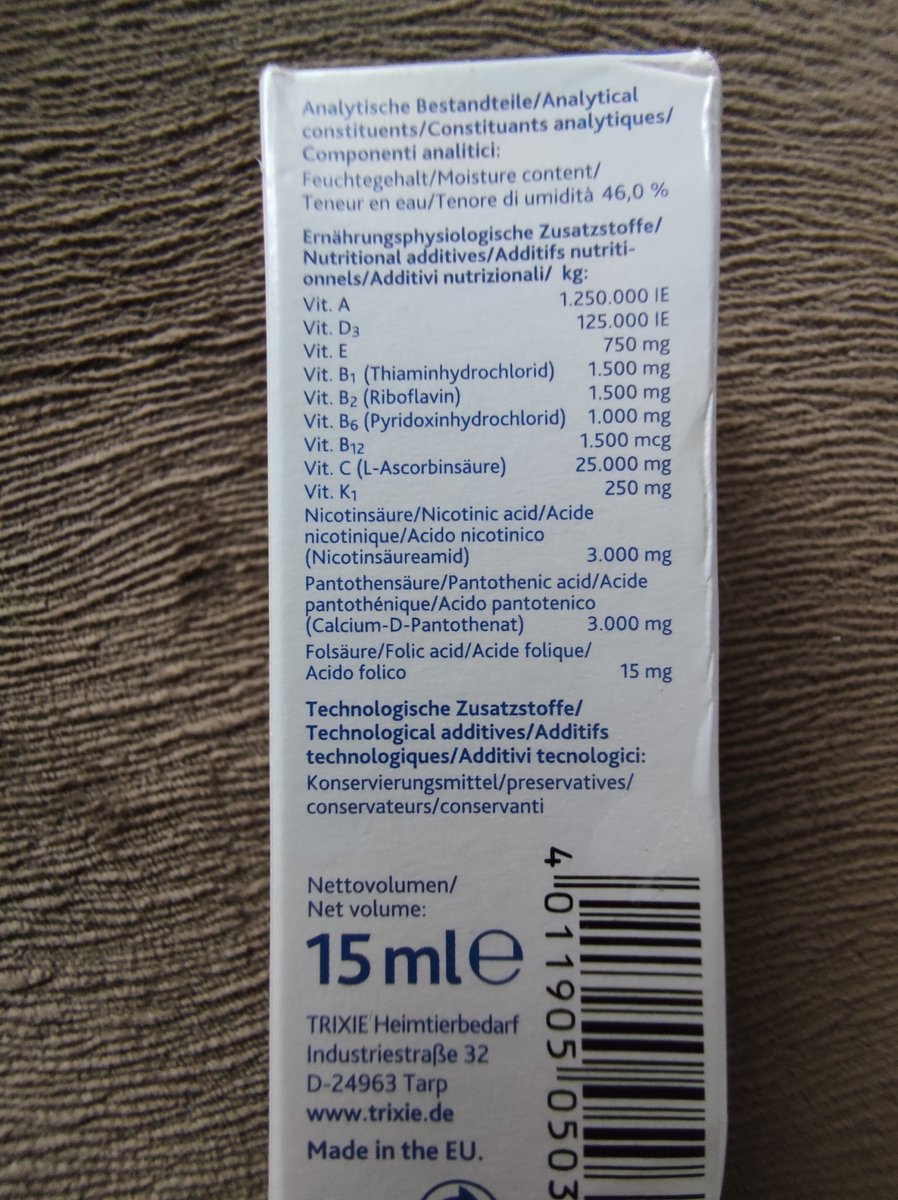 Analytische Bestandteile/Analytical
constituents/Constituants analytiques/
Componenti analitici:
Feuchtegehalt/Moisture content/
Teneur en eau/Tenore di umidità 46,0 %
Ernährungsphysiologische Zusatzstoffe/
Nutritional additives/Additifs nutriti-
onnels/Additivi nutrizionali/ kg:
Vit. A 1.250.000 IE
Vit. D3 125.000 IE
Vit. E 750 mg
Vit. B1 (Thiaminhydrochlorid) 1.500 mg
Vit. B2 (Riboflavin) 1.500 mg
Vit. B6 (Pyridoxinhydrochlorid) 1.000 mg
Vit. B12 1.500 mcg
Vit. C (L-Ascorbinsäure) 25.000 mg
Vit. K1 250 mg
Nicotinsäure/Nicotinic acid/Acide
nicotinique/Acido nicotinico
(Nicotinsäureamid) 3.000 mg
Pantothensäure/Pantothenic acid/Acide
pantothénique/Acido pantotenico
(Calcium-D-Pantothenat) 3.000 mg
Folsäure/Folic acid/Acide folique/
Acido folico 15 mg
Technologische Zusatzstoffe/
Technological additives/Additifs
technologiques/Additivi tecnologici:
Konservierungsmittel/preservatives/
conservateurs/conservanti
Nettovolumen/
Net volume:
15 ml ℮
TRIXIE Heimtierbedarf
Industriestraße 32
D-24963 Tarp
www.trixie.de
Made in the EU.
4 011905 0503